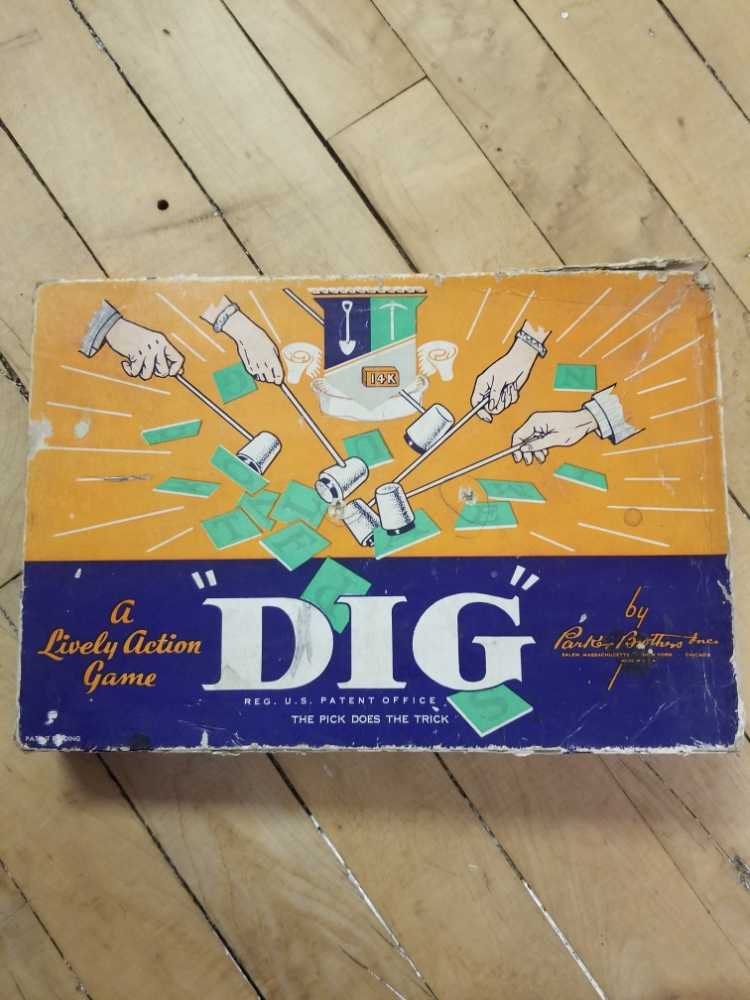 14K
"DIG"
A
Lively Action
Game
by
Parker Brothers Inc.
SALEM MASSACHUSETTS NEW YORK CHICAGO
REG. U.S. PATENT OFFICE
THE PICK DOES THE TRICK
S